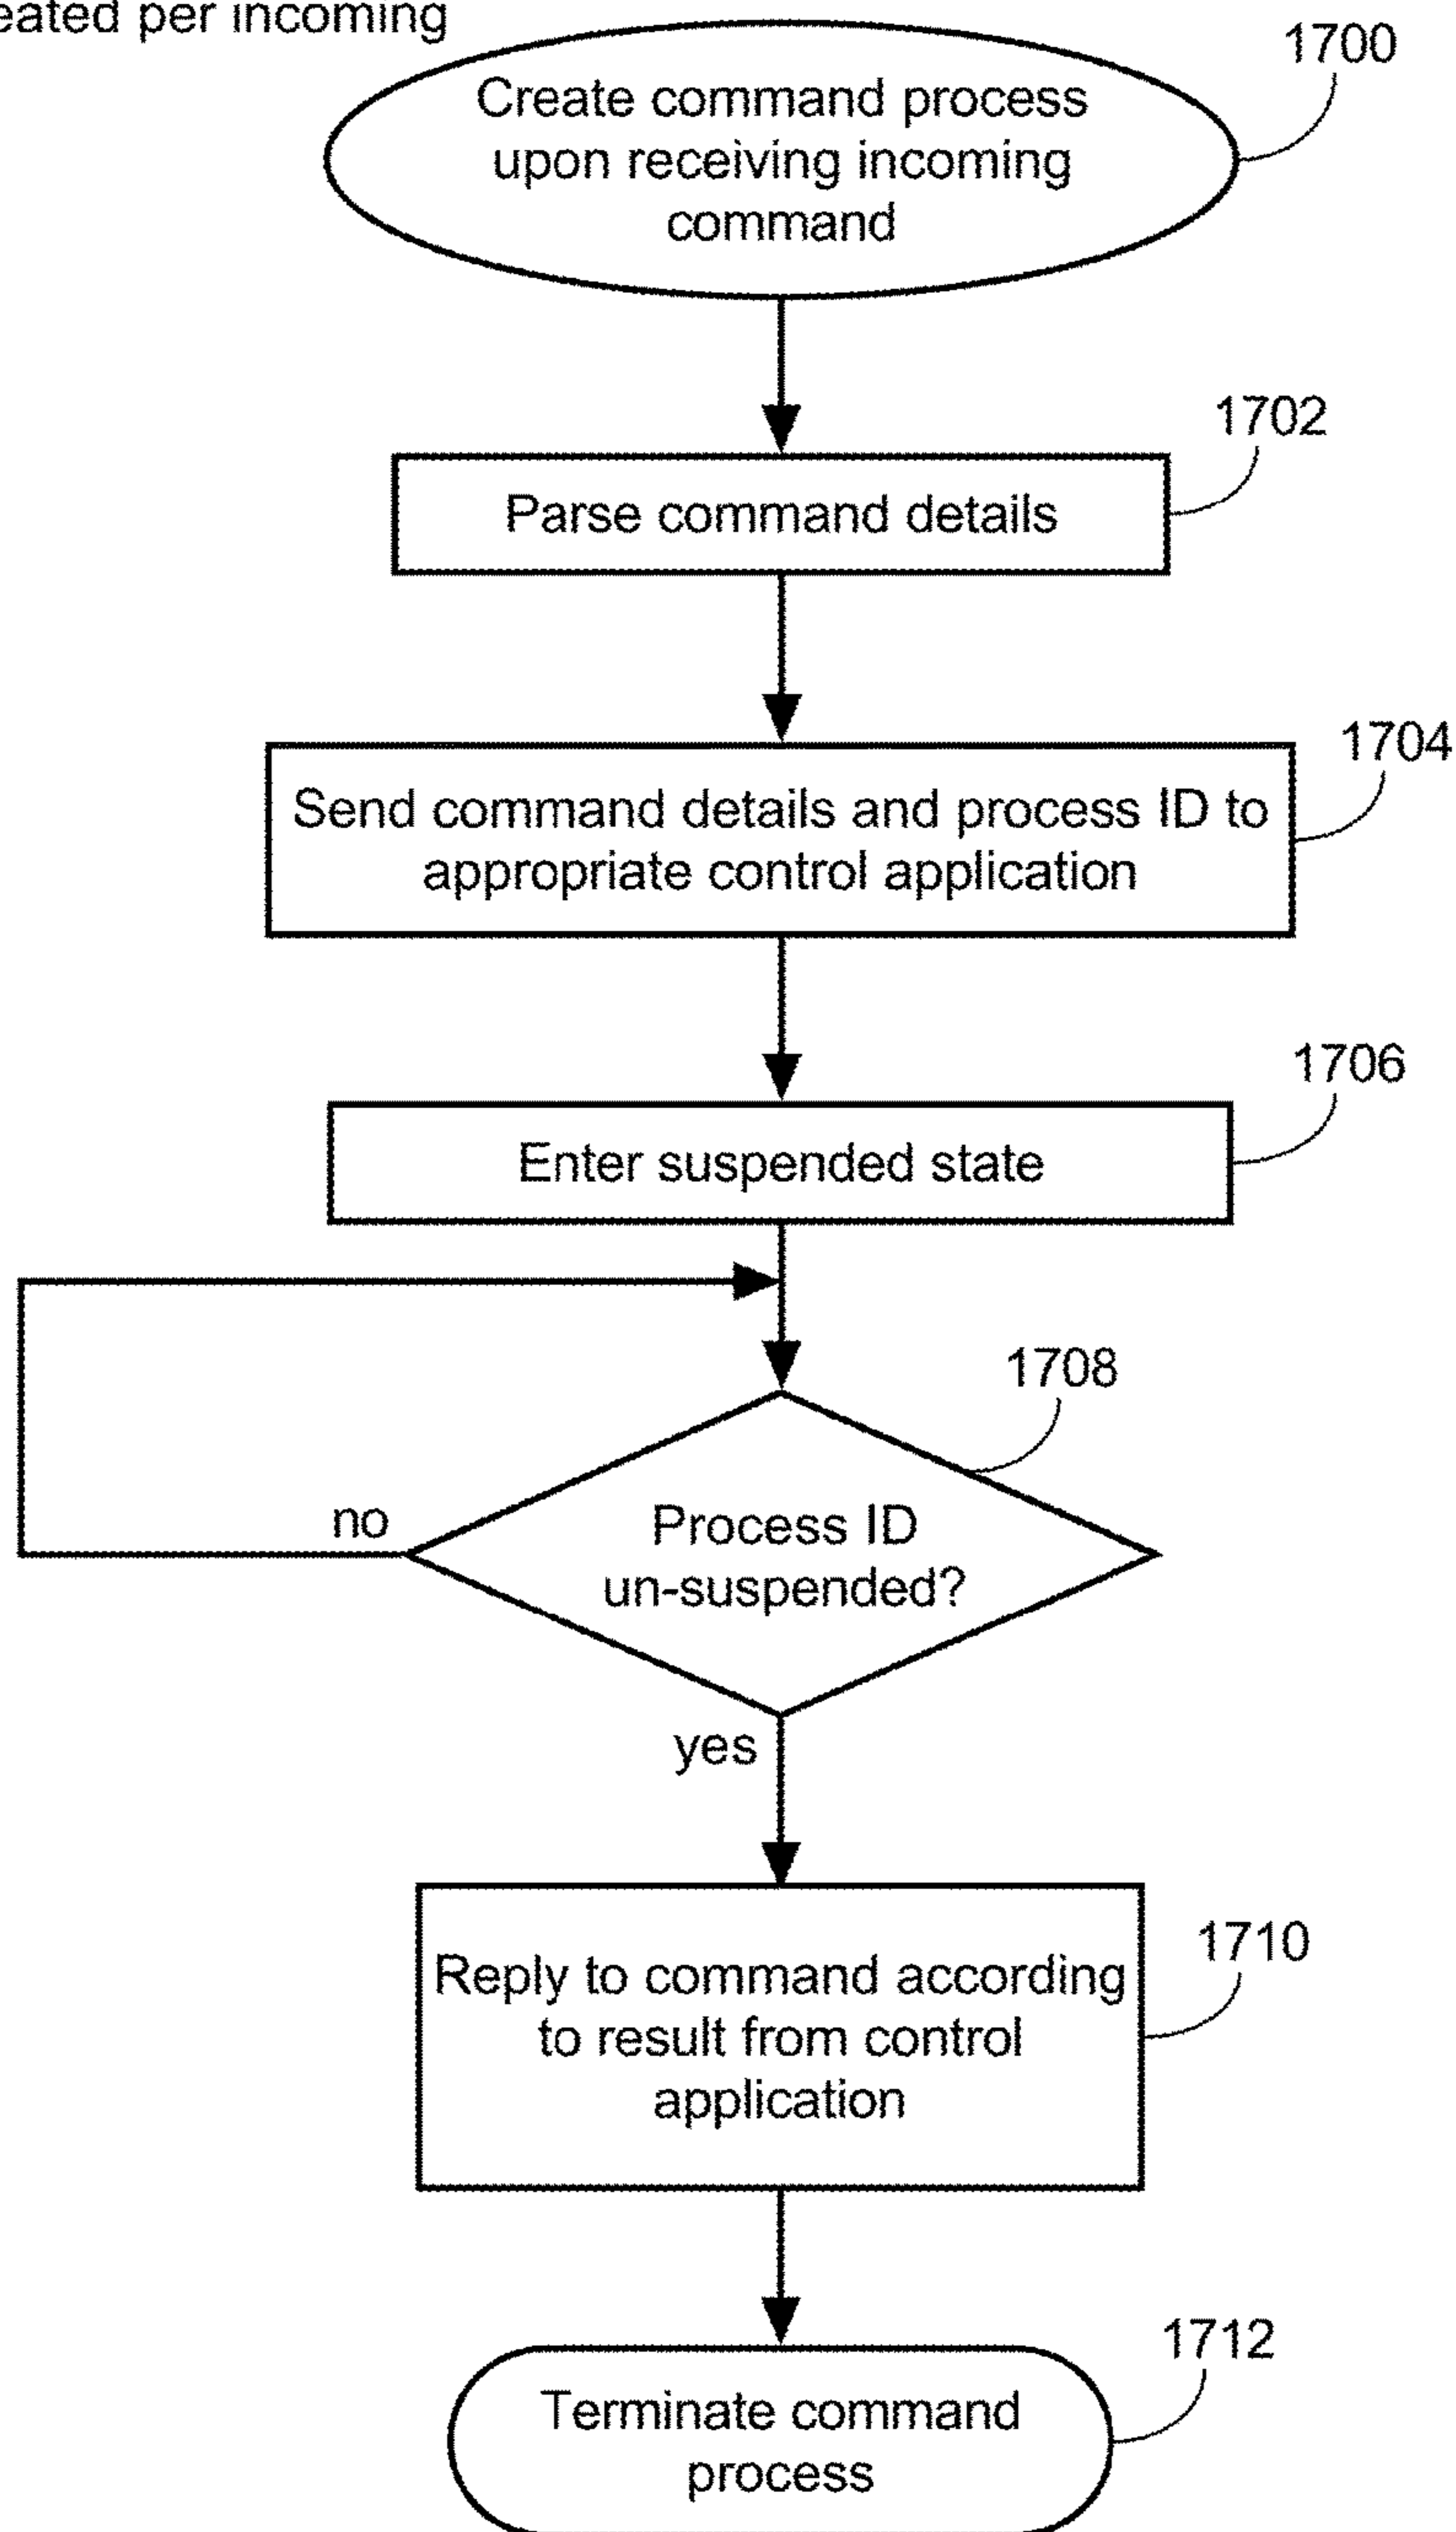 per incoming
1700
Create command process
upon receiving incoming
command
1702
Parse command details
1704
Send command details and process ID to
appropriate control application
1706
Enter suspended state
1708
Process ID
un-suspended?
no
yes
1710
Reply to command according
to result from control
application
1712
Terminate command
process